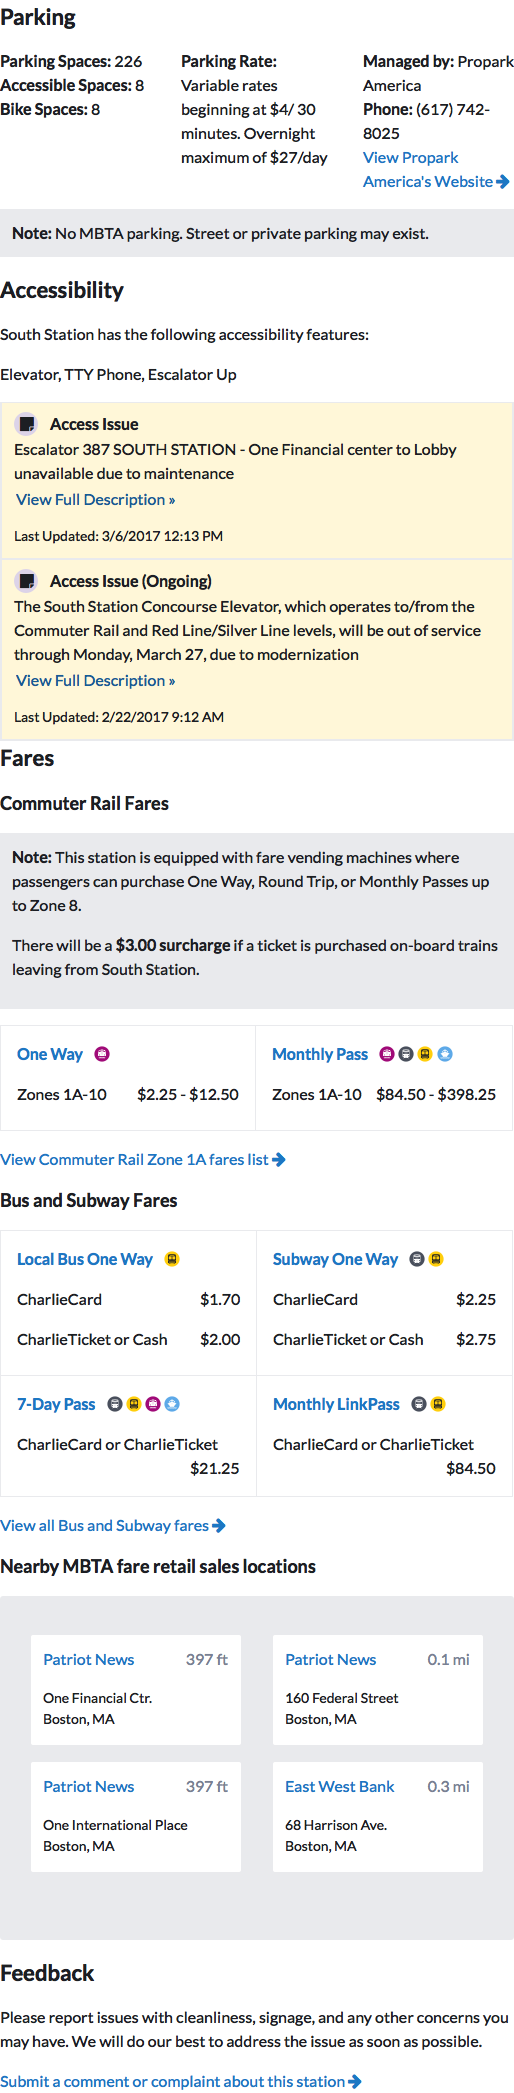 Parking
Parking Spaces: 226
Accessible Spaces: 8
Bike Spaces: 8
Parking Rate:
Variable rates
beginning at $4/ 30
minutes. Overnight
maximum of $27/day
Managed by: Propark
America
Phone: (617) 742-
8025
View Propark
America's Website
Note: No MBTA parking. Street or private parking may exist.
Accessibility
South Station has the following accessibility features:
Elevator, TTY Phone, Escalator Up
Access Issue
Escalator 387 SOUTH STATION - One Financial center to Lobby
unavailable due to maintenance
View Full Description »
Last Updated: 3/6/2017 12:13 PM
Access Issue (Ongoing)
The South Station Concourse Elevator, which operates to/from the
Commuter Rail and Red Line/Silver Line levels, will be out of service
through Monday, March 27, due to modernization
View Full Description »
Last Updated: 2/22/2017 9:12 AM
Fares
Commuter Rail Fares
Note: This station is equipped with fare vending machines where
passengers can purchase One Way, Round Trip, or Monthly Passes up
to Zone 8.
There will be a $3.00 surcharge if a ticket is purchased on-board trains
leaving from South Station.
One Way
Zones 1A-10 $2.25 - $12.50
Monthly Pass
Zones 1A-10 $84.50 - $398.25
View Commuter Rail Zone 1A fares list
Bus and Subway Fares
Local Bus One Way
CharlieCard $1.70
CharlieTicket or Cash $2.00
Subway One Way
CharlieCard $2.25
CharlieTicket or Cash $2.75
7-Day Pass
CharlieCard or CharlieTicket
$21.25
Monthly LinkPass
CharlieCard or CharlieTicket
$84.50
View all Bus and Subway fares
Nearby MBTA fare retail sales locations
Patriot News 397 ft
One Financial Ctr.
Boston, MA
Patriot News 0.1 mi
160 Federal Street
Boston, MA
Patriot News 397 ft
One International Place
Boston, MA
East West Bank 0.3 mi
68 Harrison Ave.
Boston, MA
Feedback
Please report issues with cleanliness, signage, and any other concerns you
may have. We will do our best to address the issue as soon as possible.
Submit a comment or complaint about this station